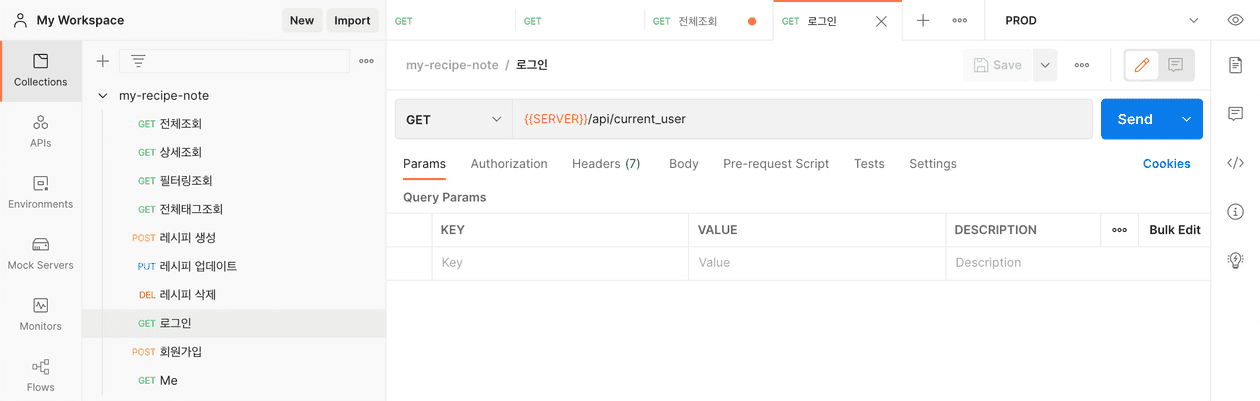 My Workspace New Import GET GET GET 전체조회 GET 로그인 PROD
Collections
my-recipe-note / 로그인 Save
my-recipe-note
GET {{SERVER}}/api/current_user Send
GET 전체조회
APIs
GET 상세조회
Params Authorization Headers (7) Body Pre-request Script Tests Settings Cookies
GET 필터링조회
Query Params
Environments
GET 전체태그조회
KEY VALUE DESCRIPTION Bulk Edit
POST 레시피 생성
Key Value Description
Mock Servers
PUT 레시피 업데이트
DEL 레시피 삭제
Monitors
GET 로그인
POST 회원가입
GET Me
Flows